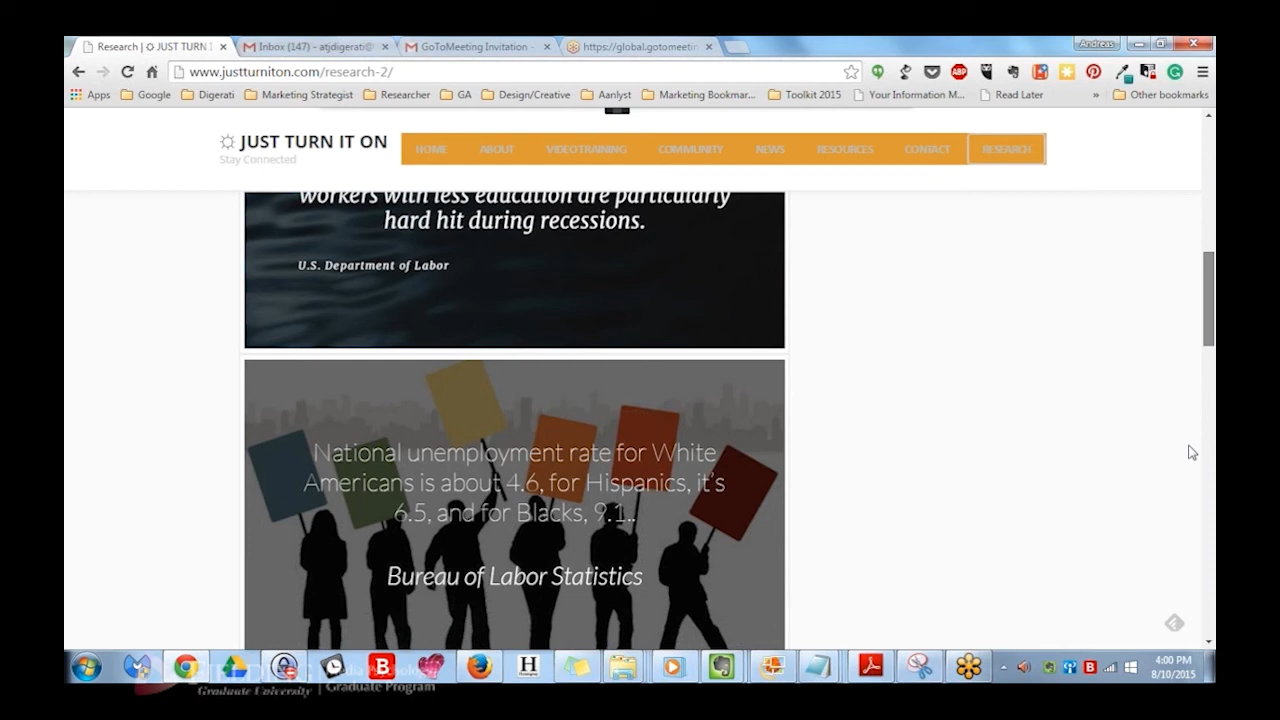 Research | ☼ JUST TURN I
Inbox (147) - atjdigerati@
GoToMeeting Invitation -
https://global.gotomeetin
Andreas
www.justturniton.com/research-2/
Apps Google Digerati Marketing Strategist Researcher GA Design/Creative Aanlyst Marketing Bookmar... Toolkit 2015 Your Information M... Read Later » Other bookmarks
JUST TURN IT ON
Stay Connected
HOME ABOUT VIDEO TRAINING COMMUNITY NEWS RESOURCES CONTACT RESEARCH
workers with less education are particularly
hard hit during recessions.
U.S. Department of Labor
National unemployment rate for White
Americans is about 4.6, for Hispanics, it's
6.5, and for Blacks, 9.1..
Bureau of Labor Statistics
4:00 PM
8/10/2015
Graduate University | Graduate Program